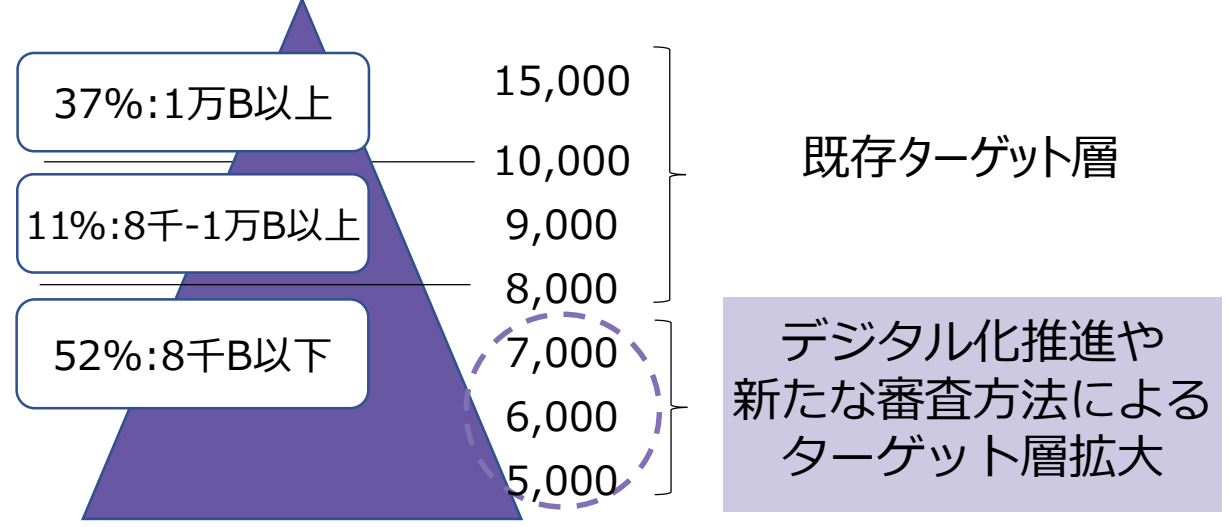 37%:1万B以上
11%:8千-1万B以上
52%:8千B以下
15,000
10,000
9,000
8,000
7,000
6,000
5,000
既存ターゲット層
デジタル化推進や
新たな審査方法による
ターゲット層拡大